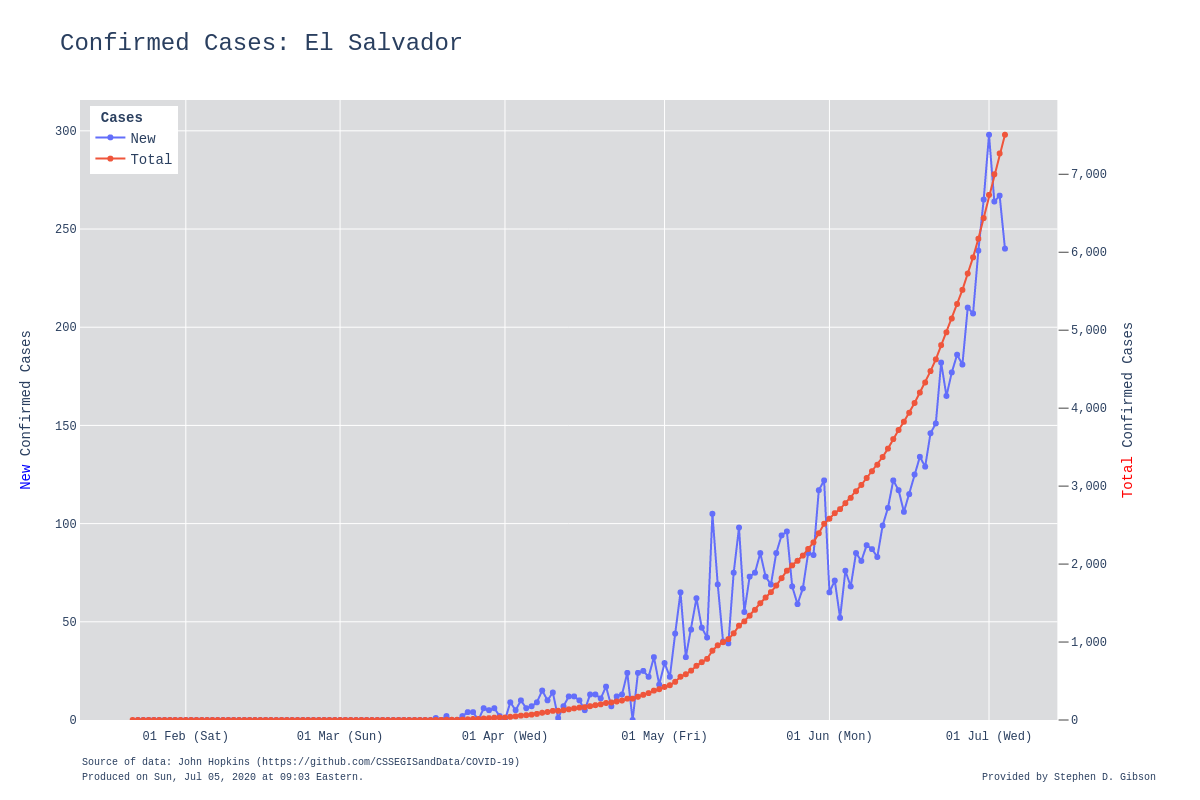 Confirmed Cases: El Salvador
Cases
New
Total
300
250
200
150
100
50
0
7,000
6,000
5,000
4,000
3,000
2,000
1,000
0
New Confirmed Cases
Total Confirmed Cases
01 Feb (Sat)
01 Mar (Sun)
01 Apr (Wed)
01 May (Fri)
01 Jun (Mon)
01 Jul (Wed)
Source of data: John Hopkins (https://github.com/CSSEGISandData/COVID-19)
Produced on Sun, Jul 05, 2020 at 09:03 Eastern.
Provided by Stephen D. Gibson